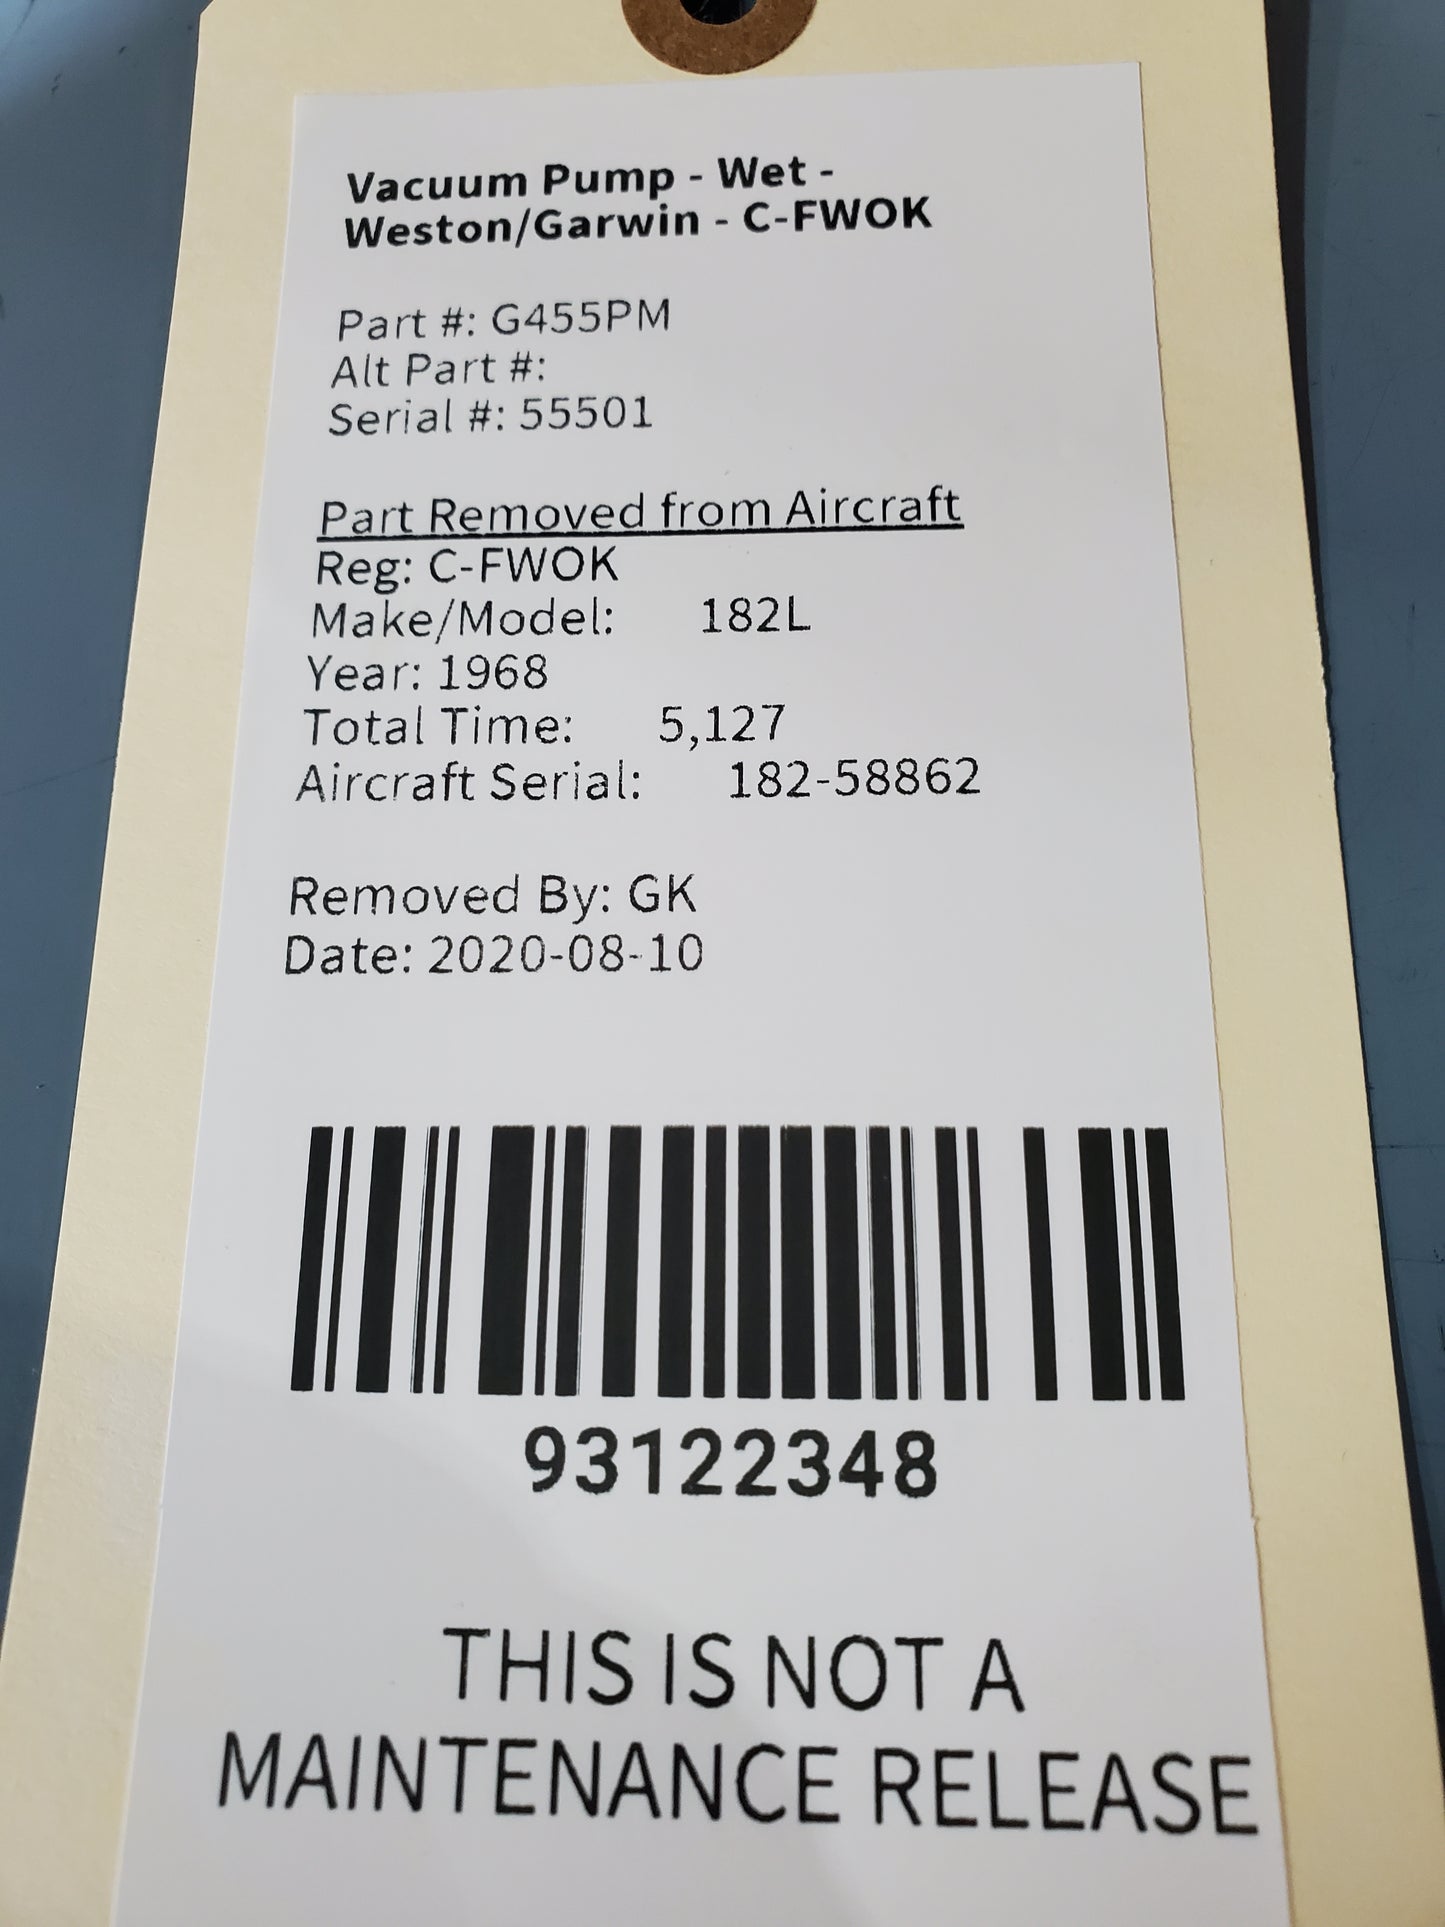 Vacuum Pump - Wet -
Weston/Garwin - C-FWOK
Part #: G455PM
Alt Part #:
Serial #: 55501
Part Removed from Aircraft
Reg: C-FWOK
Make/Model: 182L
Year: 1968
Total Time: 5,127
Aircraft Serial: 182-58862
Removed By: GK
Date: 2020-08-10
93122348
THIS IS NOT A
MAINTENANCE RELEASE